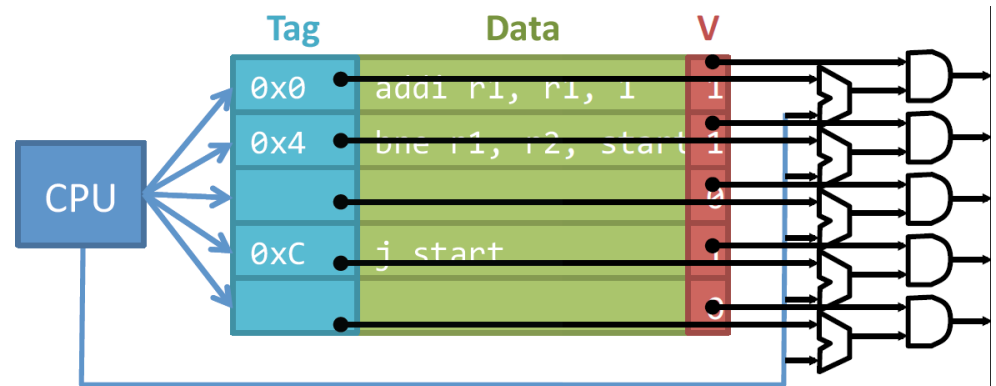 Tag Data V
0x0 addi r1, r1, 1 1
0x4 bne r1, r2, start 1
0
CPU
0xC j start 1
0